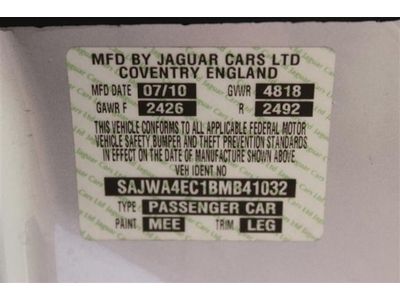 MFD BY JAGUAR CARS LTD
COVENTRY ENGLAND
MFD DATE 07/10 GVWR 4818
GAWR F 2426 R 2492
THIS VEHICLE CONFORMS TO ALL APPLICABLE FEDERAL MOTOR
VEHICLE SAFETY, BUMPER AND THEFT PREVENTION STANDARDS
IN EFFECT ON THE DATE OF MANUFACTURE SHOWN ABOVE.
VEH IDENT NO
SAJWA4EC1BMB41032
TYPE PASSENGER CAR
PAINT MEE TRIM LEG